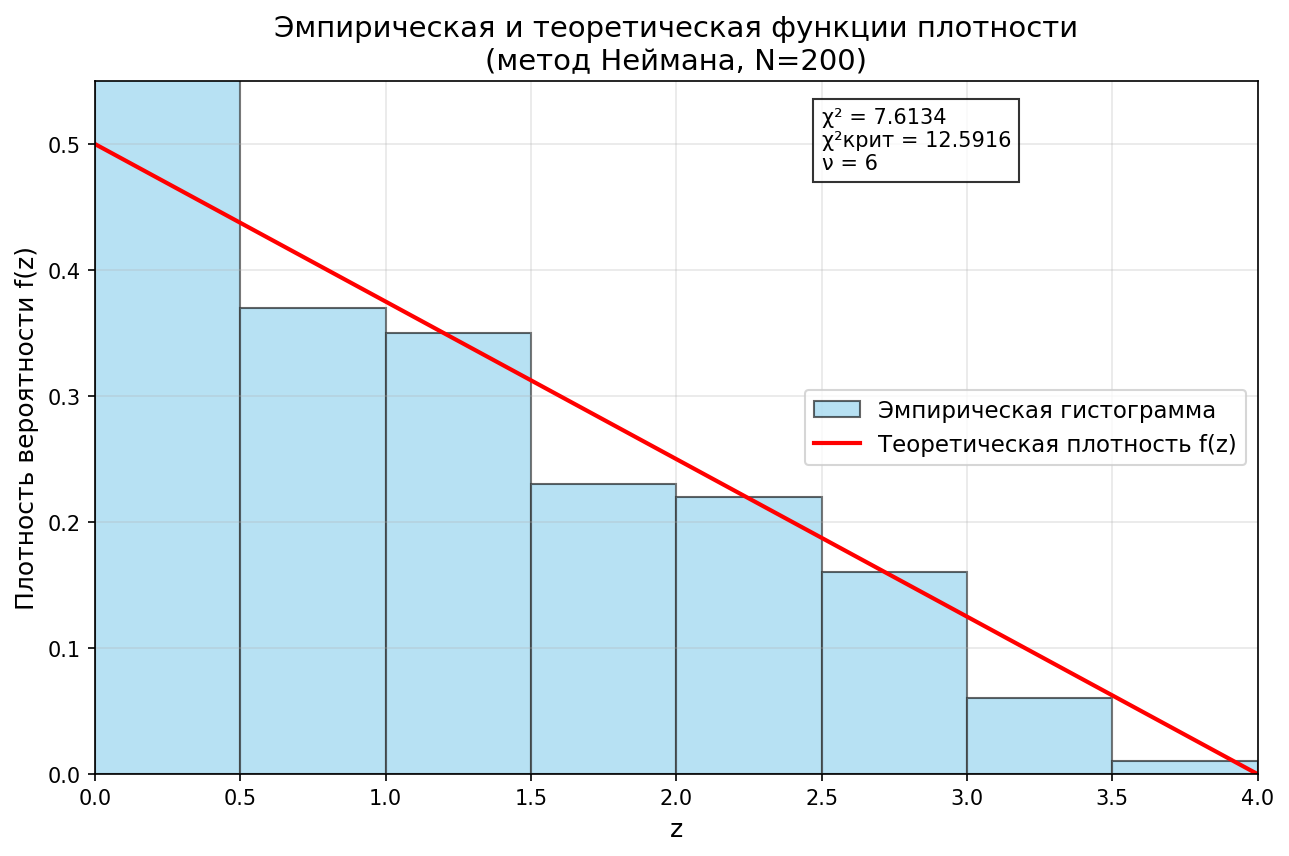 Эмпирическая и теоретическая функции плотности
(метод Неймана, N=200)
χ² = 7.6134
χ²крит = 12.5916
ν = 6
Эмпирическая гистограмма
Теоретическая плотность f(z)
Плотность вероятности f(z)
0.5
0.4
0.3
0.2
0.1
0.0
0.0 0.5 1.0 1.5 2.0 2.5 3.0 3.5 4.0
z